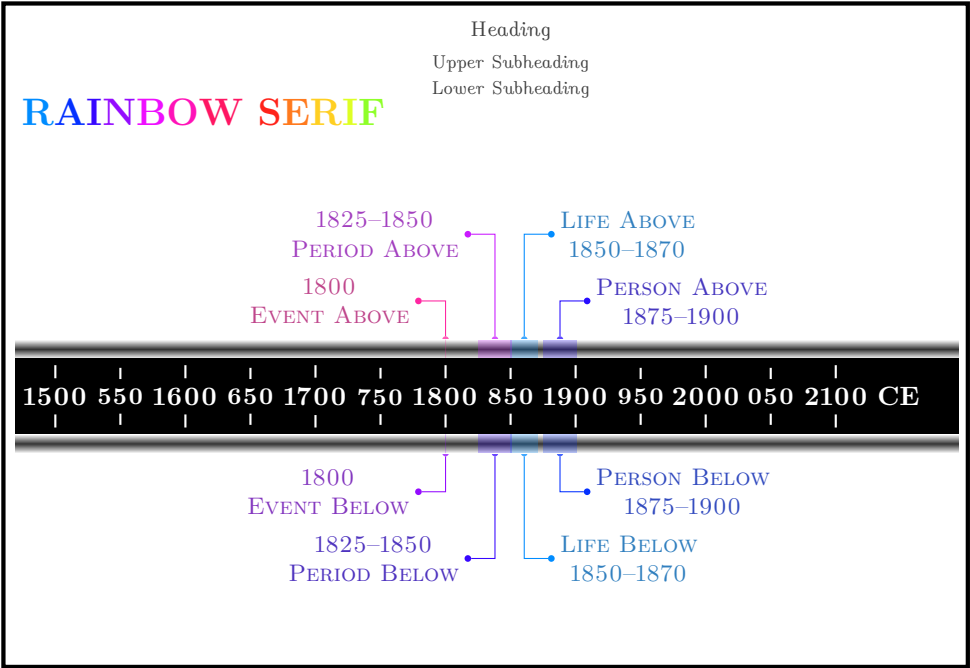 Heading
Upper Subheading
Lower Subheading
RAINBOW SERIF
1825–1850
PERIOD ABOVE
LIFE ABOVE
1850–1870
1800
EVENT ABOVE
PERSON ABOVE
1875–1900
1500 550 1600 650 1700 750 1800 850 1900 950 2000 050 2100 CE
1800
EVENT BELOW
PERSON BELOW
1875–1900
1825–1850
PERIOD BELOW
LIFE BELOW
1850–1870